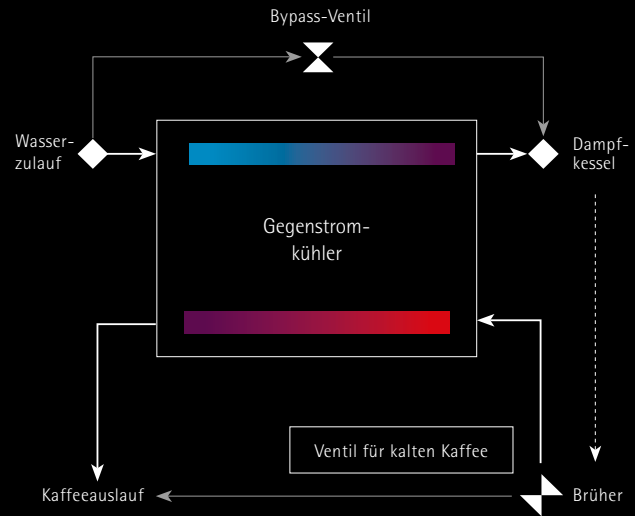 Bypass-Ventil
Wasser-
zulauf
Dampf-
kessel
Gegenstrom-
kühler
Ventil für kalten Kaffee
Kaffeeauslauf
Brüher